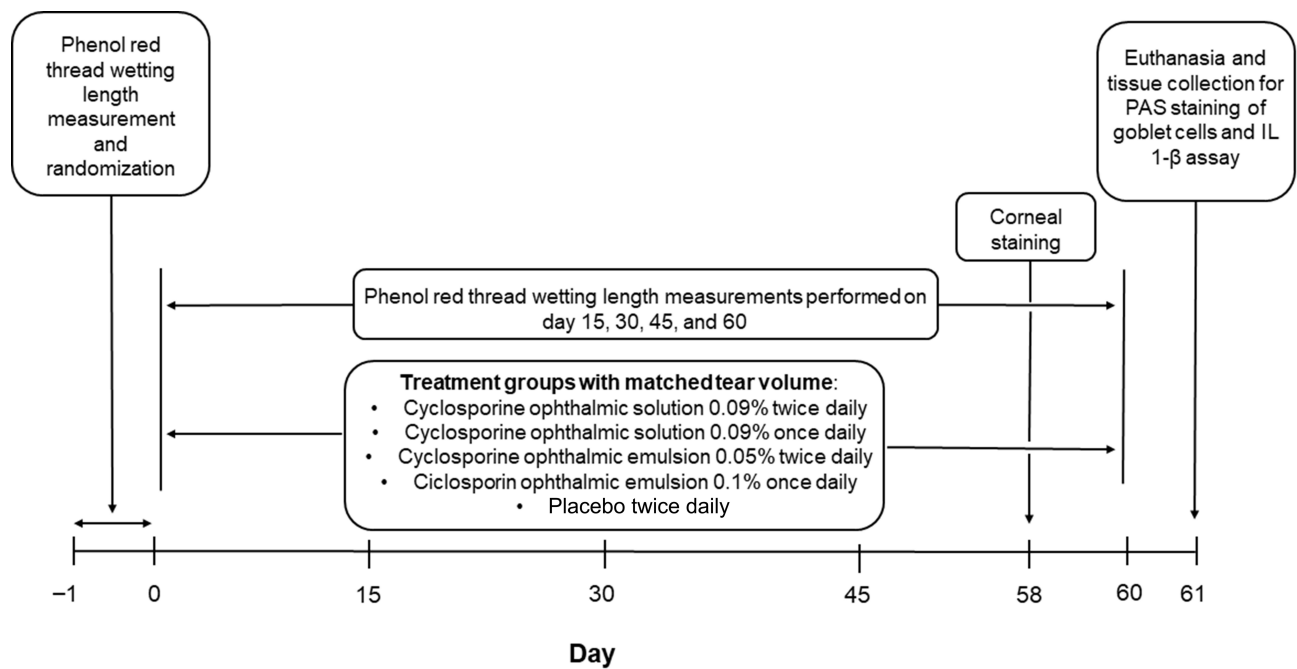 Phenol red
thread wetting
length
measurement
and
randomization
Euthanasia and
tissue collection for
PAS staining of
goblet cells and IL
1-β assay
Corneal
staining
Phenol red thread wetting length measurements performed on
day 15, 30, 45, and 60
Treatment groups with matched tear volume:
• Cyclosporine ophthalmic solution 0.09% twice daily
• Cyclosporine ophthalmic solution 0.09% once daily
• Cyclosporine ophthalmic emulsion 0.05% twice daily
• Ciclosporin ophthalmic emulsion 0.1% once daily
• Placebo twice daily
−1 0 15 30 45 58 60 61
Day